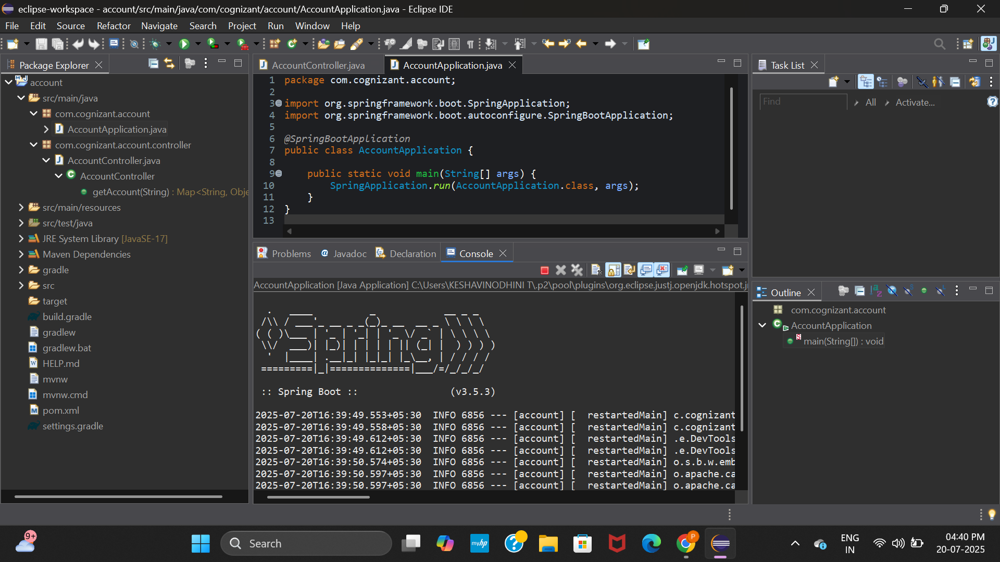 eclipse-workspace - account/src/main/java/com/cognizant/account/AccountApplication.java - Eclipse IDE
File Edit Source Refactor Navigate Search Project Run Window Help
Package Explorer
account
src/main/java
com.cognizant.account
AccountApplication.java
com.cognizant.account.controller
AccountController.java
AccountController
getAccount(String) : Map<String, Obje
src/main/resources
src/test/java
JRE System Library [JavaSE-17]
Maven Dependencies
gradle
src
target
build.gradle
gradlew
gradlew.bat
HELP.md
mvnw
mvnw.cmd
pom.xml
settings.gradle
AccountController.java
AccountApplication.java
1 package com.cognizant.account;
2
3 import org.springframework.boot.SpringApplication;
4 import org.springframework.boot.autoconfigure.SpringBootApplication;
5
6 @SpringBootApplication
7 public class AccountApplication {
8
9 public static void main(String[] args) {
10 SpringApplication.run(AccountApplication.class, args);
11 }
12 }
13
Problems Javadoc Declaration Console
AccountApplication [Java Application] C:\Users\KESHAVINODHINI T\.p2\pool\plugins\org.eclipse.justj.openjdk.hotspot.j
Spring
:: Spring Boot :: (v3.5.3)
2025-07-20T16:39:49.553+05:30 INFO 6856 --- [account] [ restartedMain] c.cognizant
2025-07-20T16:39:49.558+05:30 INFO 6856 --- [account] [ restartedMain] c.cognizant
2025-07-20T16:39:49.612+05:30 INFO 6856 --- [account] [ restartedMain] .e.DevTools
2025-07-20T16:39:49.612+05:30 INFO 6856 --- [account] [ restartedMain] .e.DevTools
2025-07-20T16:39:50.574+05:30 INFO 6856 --- [account] [ restartedMain] o.s.b.w.emb
2025-07-20T16:39:50.597+05:30 INFO 6856 --- [account] [ restartedMain] o.apache.ca
2025-07-20T16:39:50.597+05:30 INFO 6856 --- [account] [ restartedMain] o.apache.ca
Task List
Find All Activate...
Outline
com.cognizant.account
AccountApplication
main(String[]) : void
9+
Search
myhp
P
ENG
IN
04:40 PM
20-07-2025